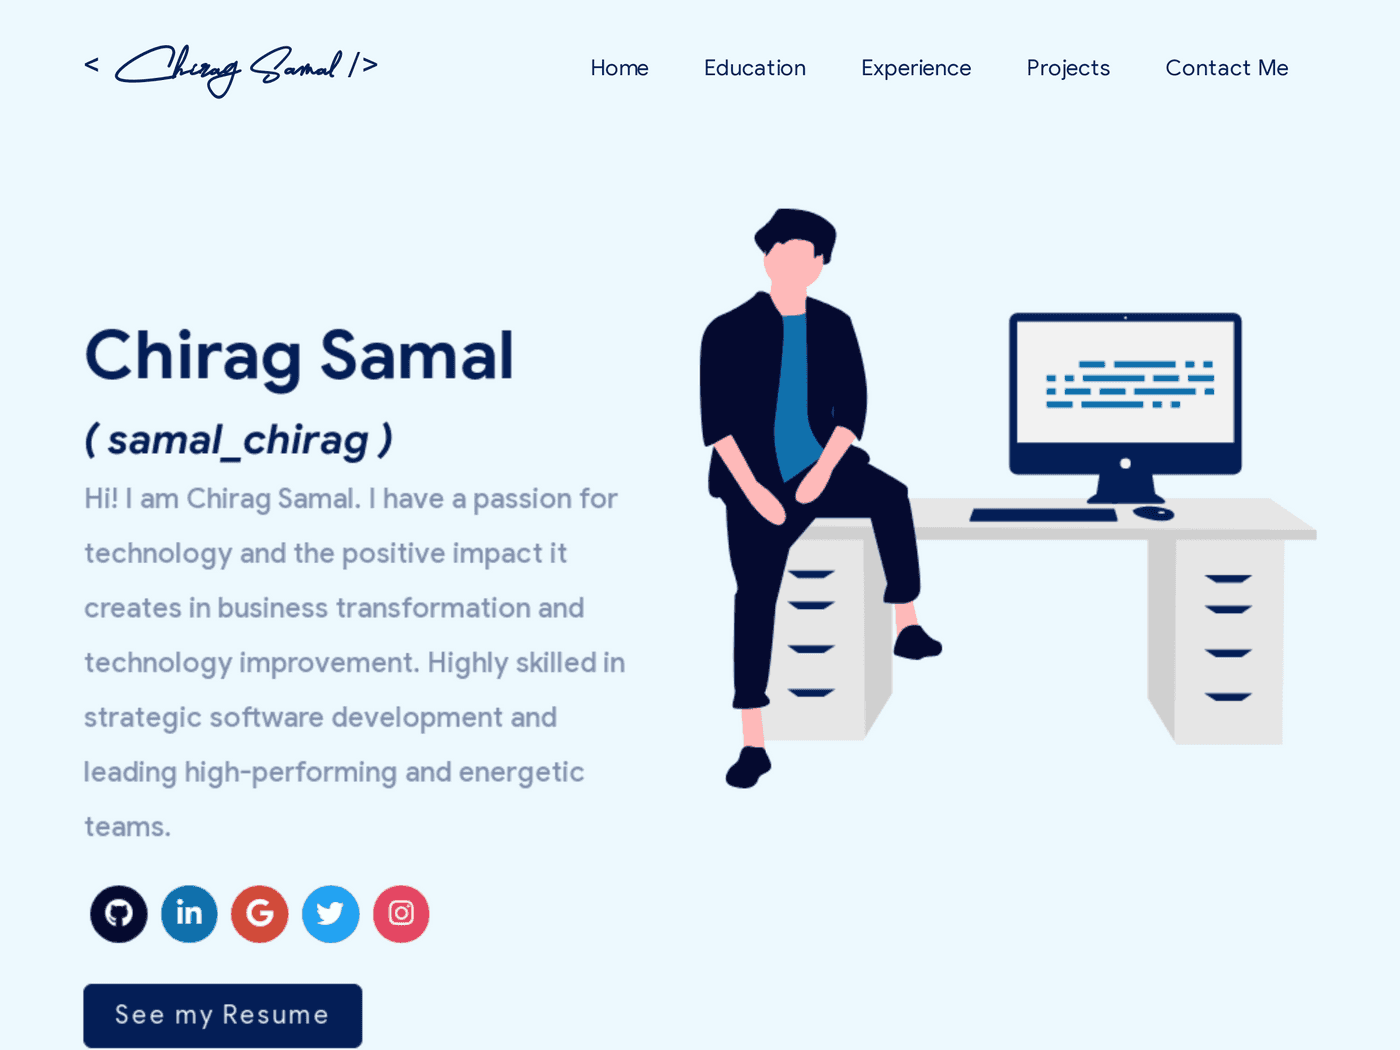 < Chirag Samal />
Home Education Experience Projects Contact Me
Chirag Samal
( samal_chirag )
Hi! I am Chirag Samal. I have a passion for
technology and the positive impact it
creates in business transformation and
technology improvement. Highly skilled in
strategic software development and
leading high-performing and energetic
teams.
in G
See my Resume